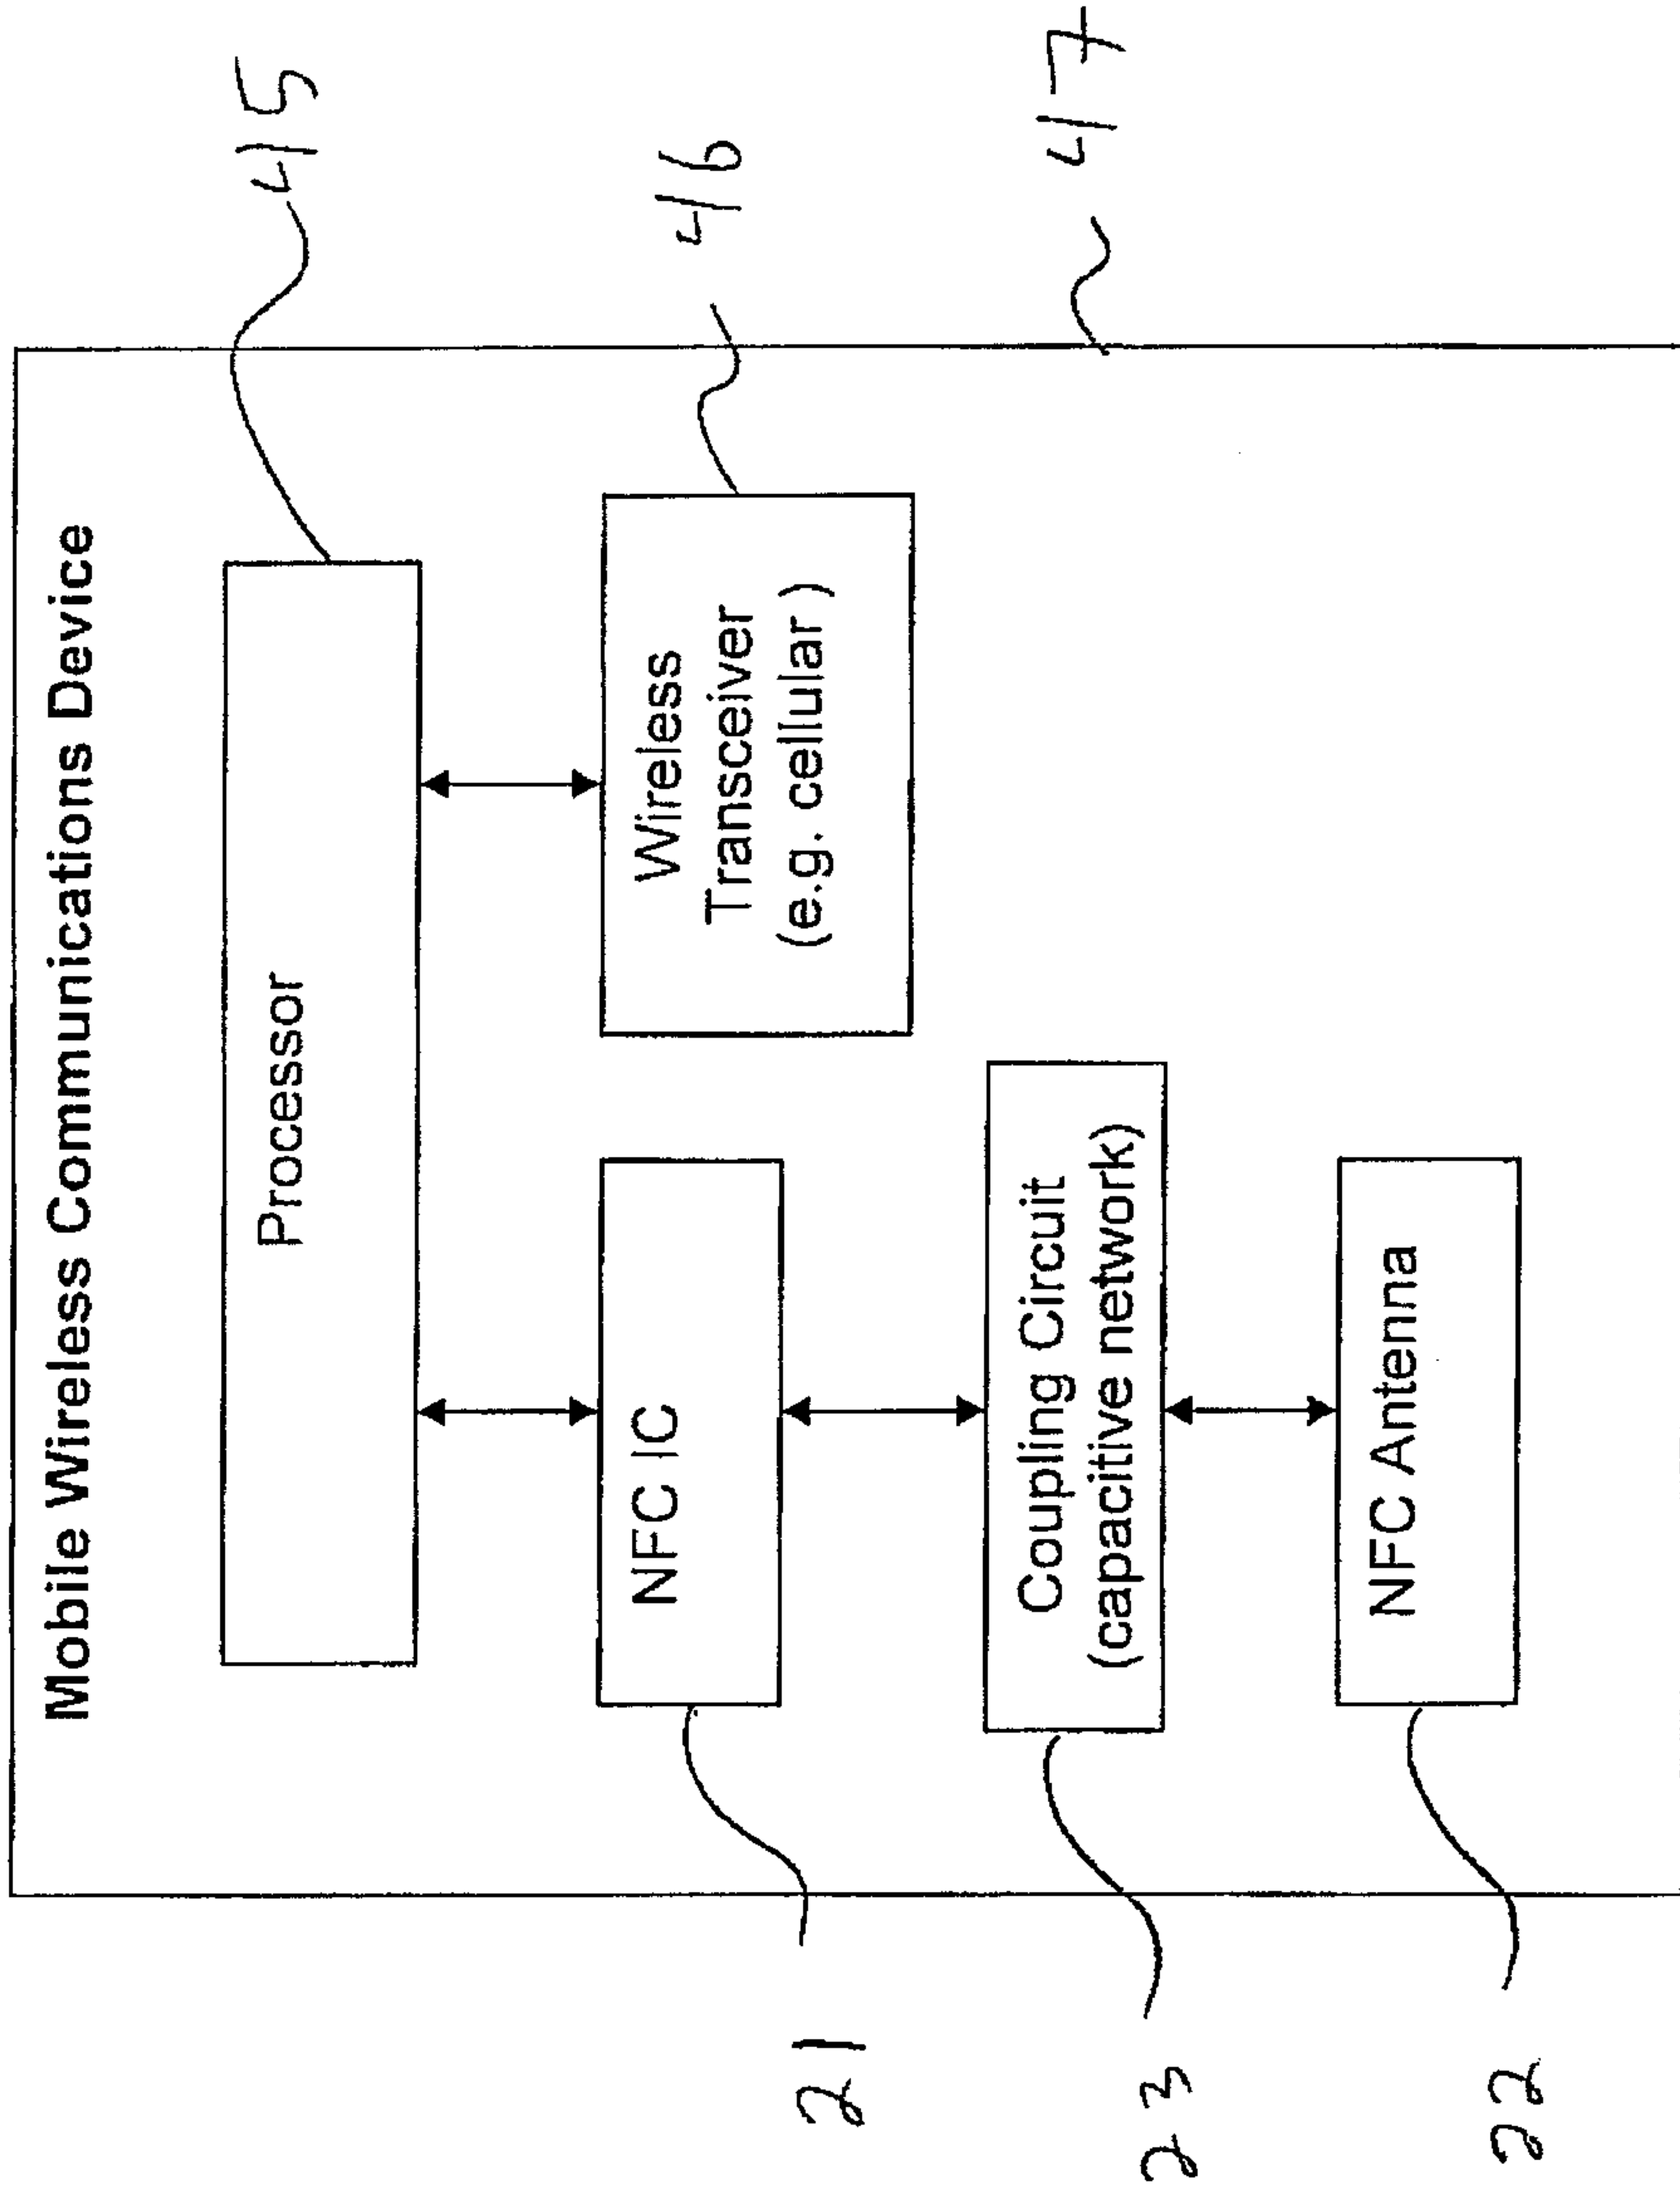 Mobile Wireless Communications Device
Processor
45
NFC IC
Wireless
Transceiver
(e.g. cellular)
46
21
Coupling Circuit
(capacitive network)
47
23
NFC Antenna
22